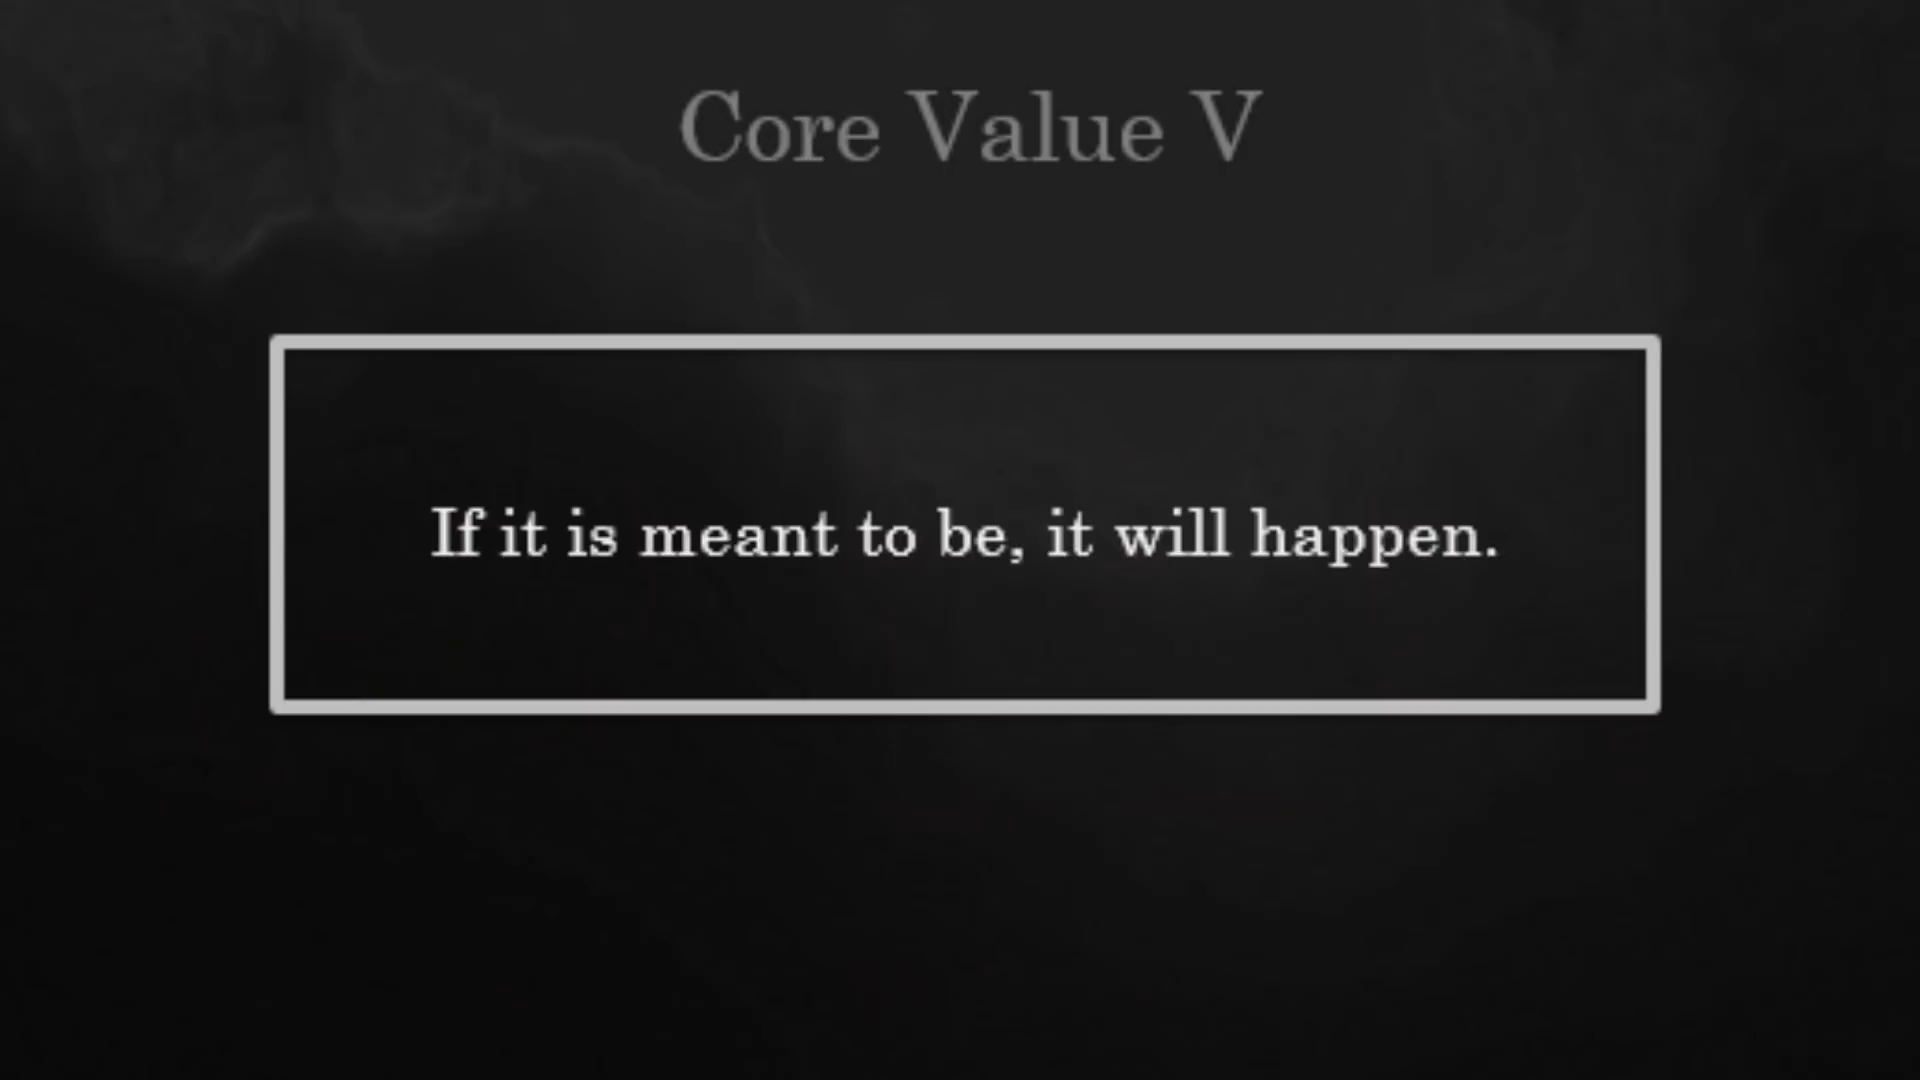 Core Value V
If it is meant to be, it will happen.